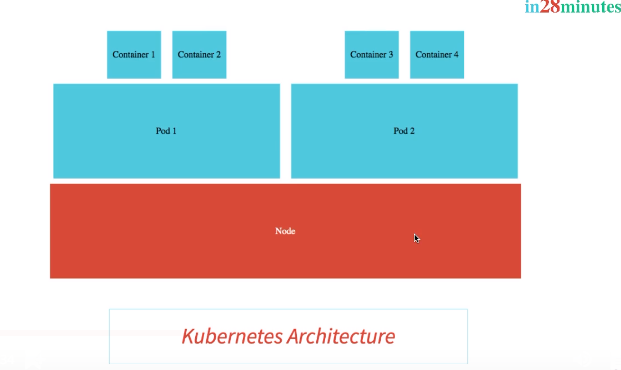 in28minutes
Container 1 Container 2 Container 3 Container 4
Pod 1 Pod 2
Node
Kubernetes Architecture